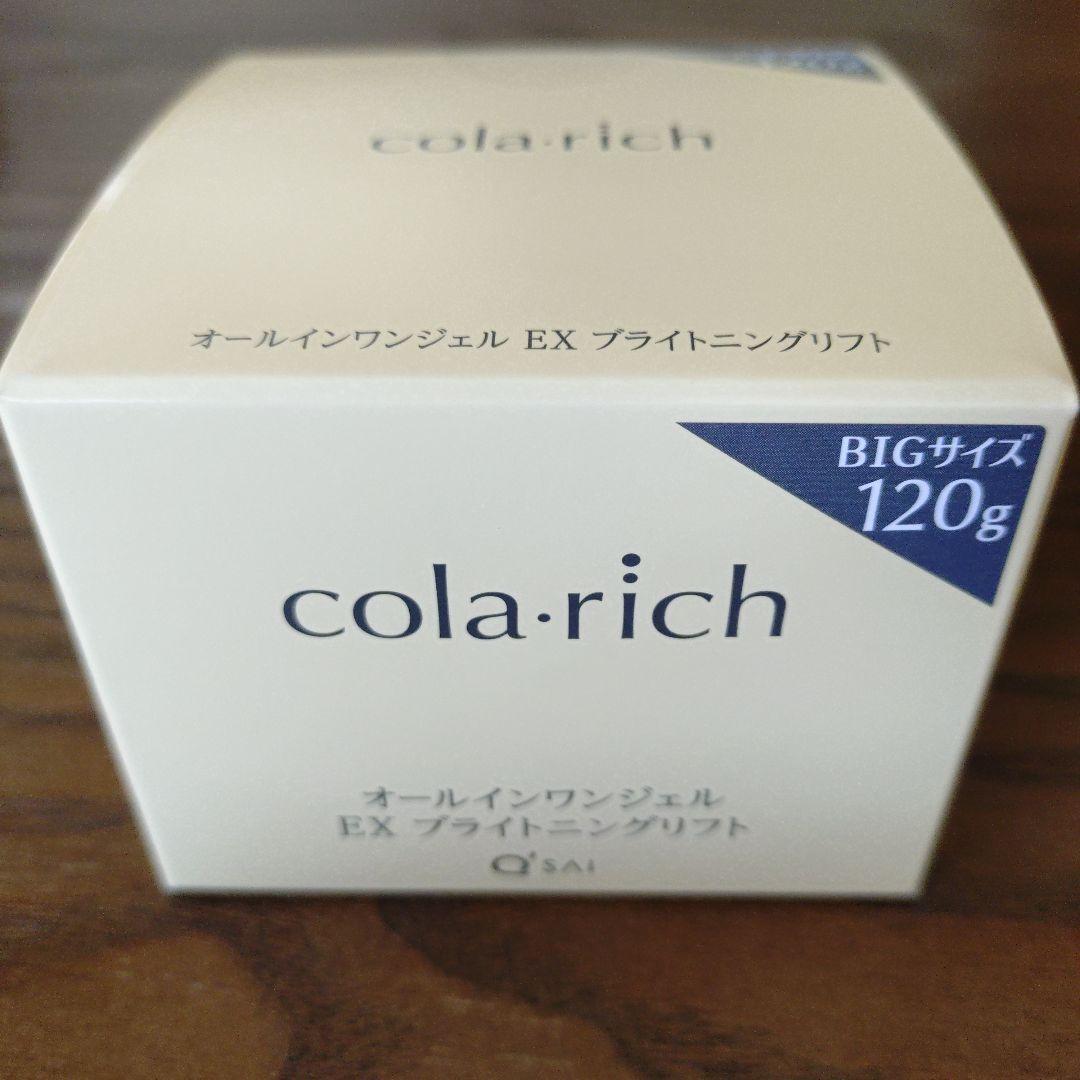 cola・rich
オールインワンジェル EX ブライトニングリフト
BIGサイズ
120g
cola・rich
オールインワンジェル
EX ブライトニングリフト
Q'SAI